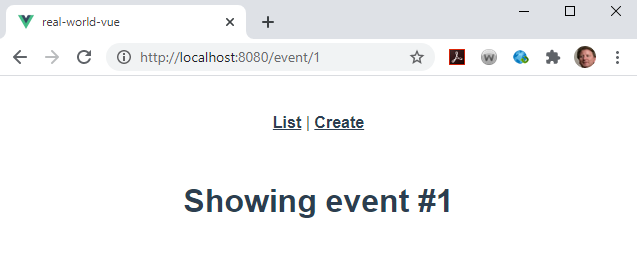 real-world-vue
http://localhost:8080/event/1
W
List | Create
Showing event #1